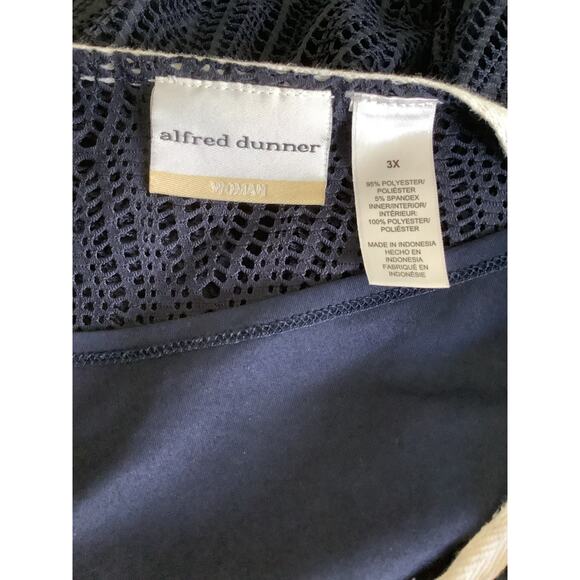 alfred dunner
WOMAN
3X
95% POLYESTER/
POLIÉSTER
5% SPANDEX
INNER/INTERIOR/
INTÉRIEUR:
100% POLYESTER/
POLIÉSTER
MADE IN INDONESIA
HECHO EN
INDONESIA
FABRIQUÉ EN
INDONÉSIE